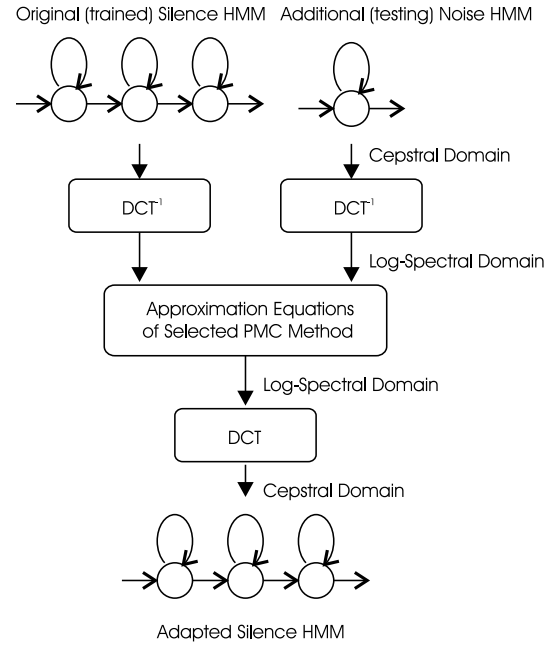 Original (trained) Silence HMM
Additional (testing) Noise HMM
Cepstral Domain
DCT⁻¹
DCT⁻¹
Log-Spectral Domain
Approximation Equations
of Selected PMC Method
Log-Spectral Domain
DCT
Cepstral Domain
Adapted Silence HMM